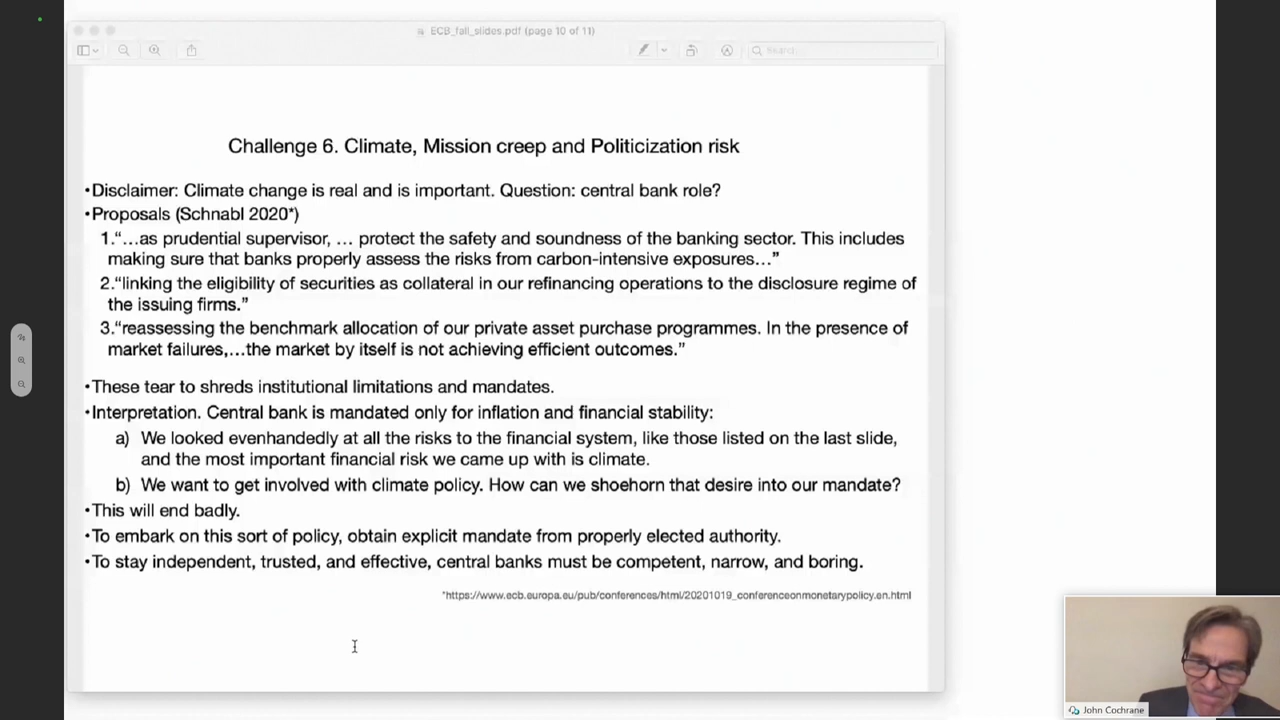 ECB_fall_slides.pdf (page 10 of 11)
Search
Challenge 6. Climate, Mission creep and Politicization risk
•Disclaimer: Climate change is real and is important. Question: central bank role?
•Proposals (Schnabl 2020*)
1.“…as prudential supervisor, … protect the safety and soundness of the banking sector. This includes
making sure that banks properly assess the risks from carbon-intensive exposures…”
2.“linking the eligibility of securities as collateral in our refinancing operations to the disclosure regime of
the issuing firms.”
3.“reassessing the benchmark allocation of our private asset purchase programmes. In the presence of
market failures,…the market by itself is not achieving efficient outcomes.”
•These tear to shreds institutional limitations and mandates.
•Interpretation. Central bank is mandated only for inflation and financial stability:
a) We looked evenhandedly at all the risks to the financial system, like those listed on the last slide,
and the most important financial risk we came up with is climate.
b) We want to get involved with climate policy. How can we shoehorn that desire into our mandate?
•This will end badly.
•To embark on this sort of policy, obtain explicit mandate from properly elected authority.
•To stay independent, trusted, and effective, central banks must be competent, narrow, and boring.
*https://www.ecb.europa.eu/pub/conferences/html/20201019_conferenceonmonetarypolicy.en.html
John Cochrane